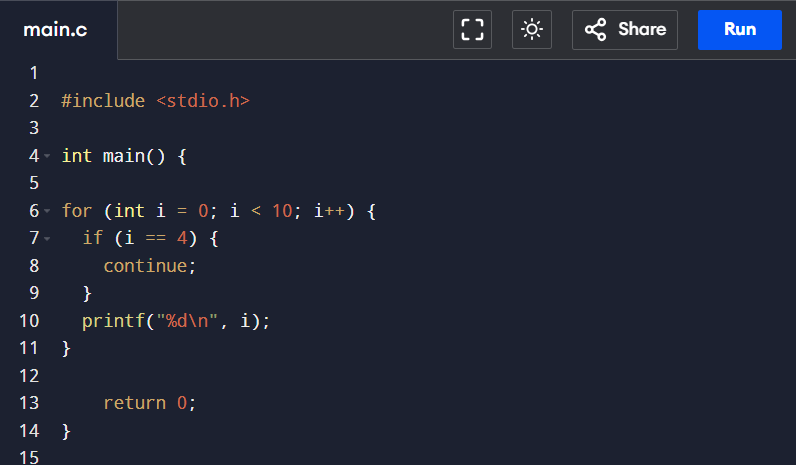 main.c Share Run
1
2 #include <stdio.h>
3
4 int main() {
5
6 for (int i = 0; i < 10; i++) {
7   if (i == 4) {
8     continue;
9   }
10   printf("%d\n", i);
11 }
12
13     return 0;
14 }
15